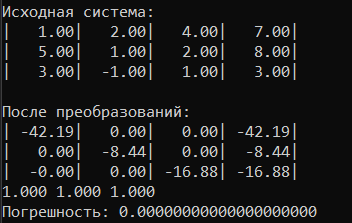 Исходная система:
|    1.00|    2.00|    4.00|    7.00|
|    5.00|    1.00|    2.00|    8.00|
|    3.00|   -1.00|    1.00|    3.00|
После преобразований:
|  -42.19|    0.00|    0.00|  -42.19|
|    0.00|   -8.44|    0.00|   -8.44|
|   -0.00|    0.00|  -16.88|  -16.88|
1.000 1.000 1.000
Погрешность: 0.00000000000000000000